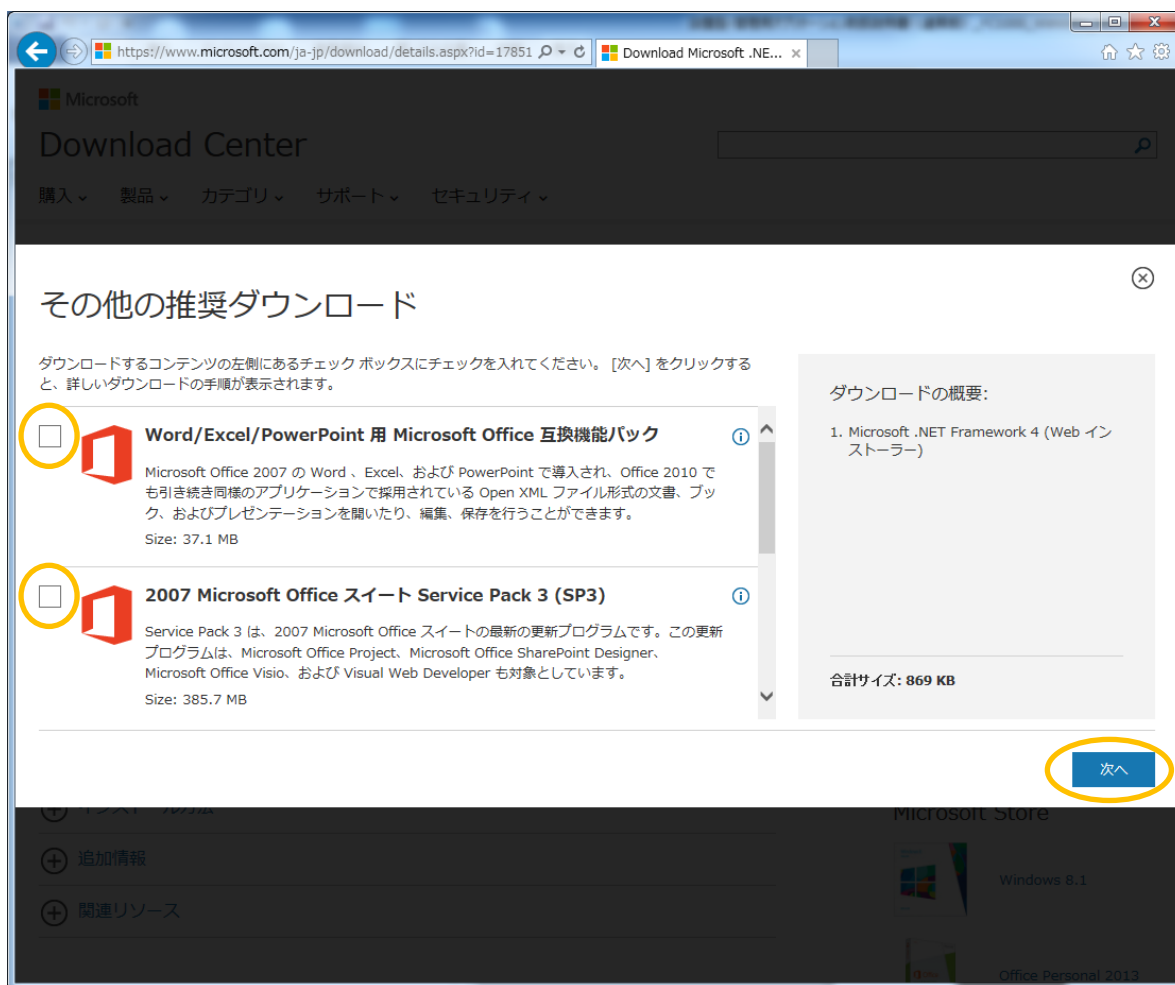 https://www.microsoft.com/ja-jp/download/details.aspx?id=17851
Download Microsoft .NE...
Microsoft
Download Center
購入 製品 カテゴリ サポート セキュリティ
その他の推奨ダウンロード
ダウンロードするコンテンツの左側にあるチェック ボックスにチェックを入れてください。 [次へ] をクリックする
と、詳しいダウンロードの手順が表示されます。
Word/Excel/PowerPoint 用 Microsoft Office 互換機能パック
Microsoft Office 2007 の Word 、Excel、および PowerPoint で導入され、Office 2010 で
も引き続き同様のアプリケーションで採用されている Open XML ファイル形式の文書、ブッ
ク、およびプレゼンテーションを開いたり、編集、保存を行うことができます。
Size: 37.1 MB
2007 Microsoft Office スイート Service Pack 3 (SP3)
Service Pack 3 は、2007 Microsoft Office スイートの最新の更新プログラムです。この更新
プログラムは、Microsoft Office Project、Microsoft Office SharePoint Designer、
Microsoft Office Visio、および Visual Web Developer も対象としています。
Size: 385.7 MB
ダウンロードの概要:
1. Microsoft .NET Framework 4 (Web イン
ストーラー)
合計サイズ: 869 KB
次へ
追加情報
関連リソース
Microsoft Store
Windows 8.1
Office Personal 2013